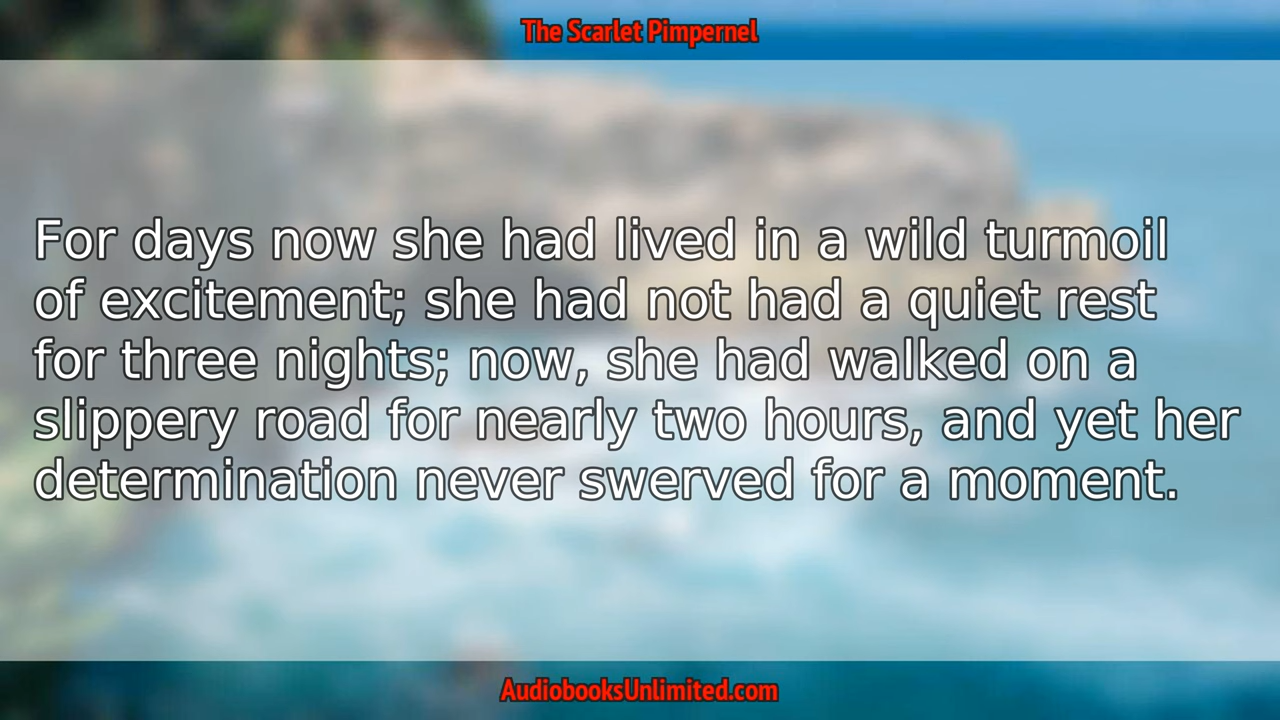 The Scarlet Pimpernel
For days now she had lived in a wild turmoil
of excitement; she had not had a quiet rest
for three nights; now, she had walked on a
slippery road for nearly two hours, and yet her
determination never swerved for a moment.
AudiobooksUnlimited.com